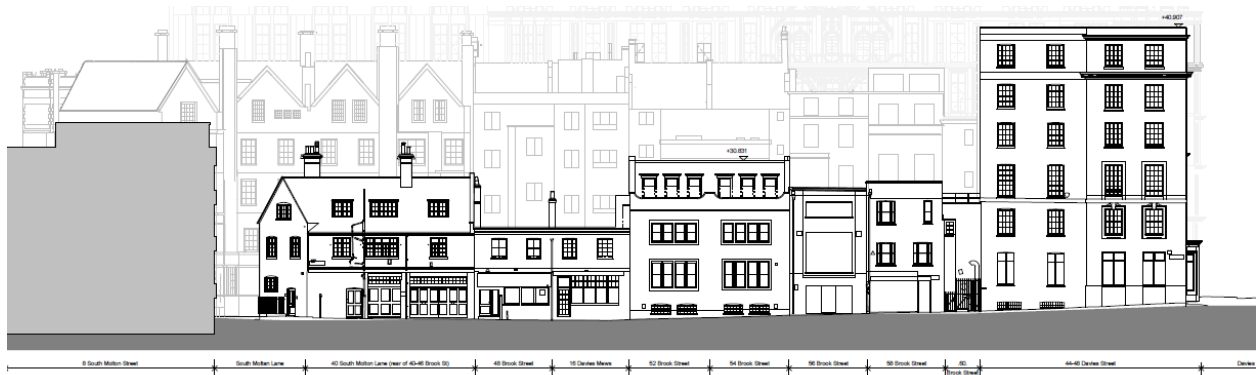 +40.907
+30.831
8 South Molton Street
South Molton Lane
40 South Molton Lane (rear of 40-46 Brook St)
48 Brook Street
16 Davies Mews
52 Brook Street
54 Brook Street
56 Brook Street
58 Brook Street
60
Brook Street
44-46 Davies Street
Davies